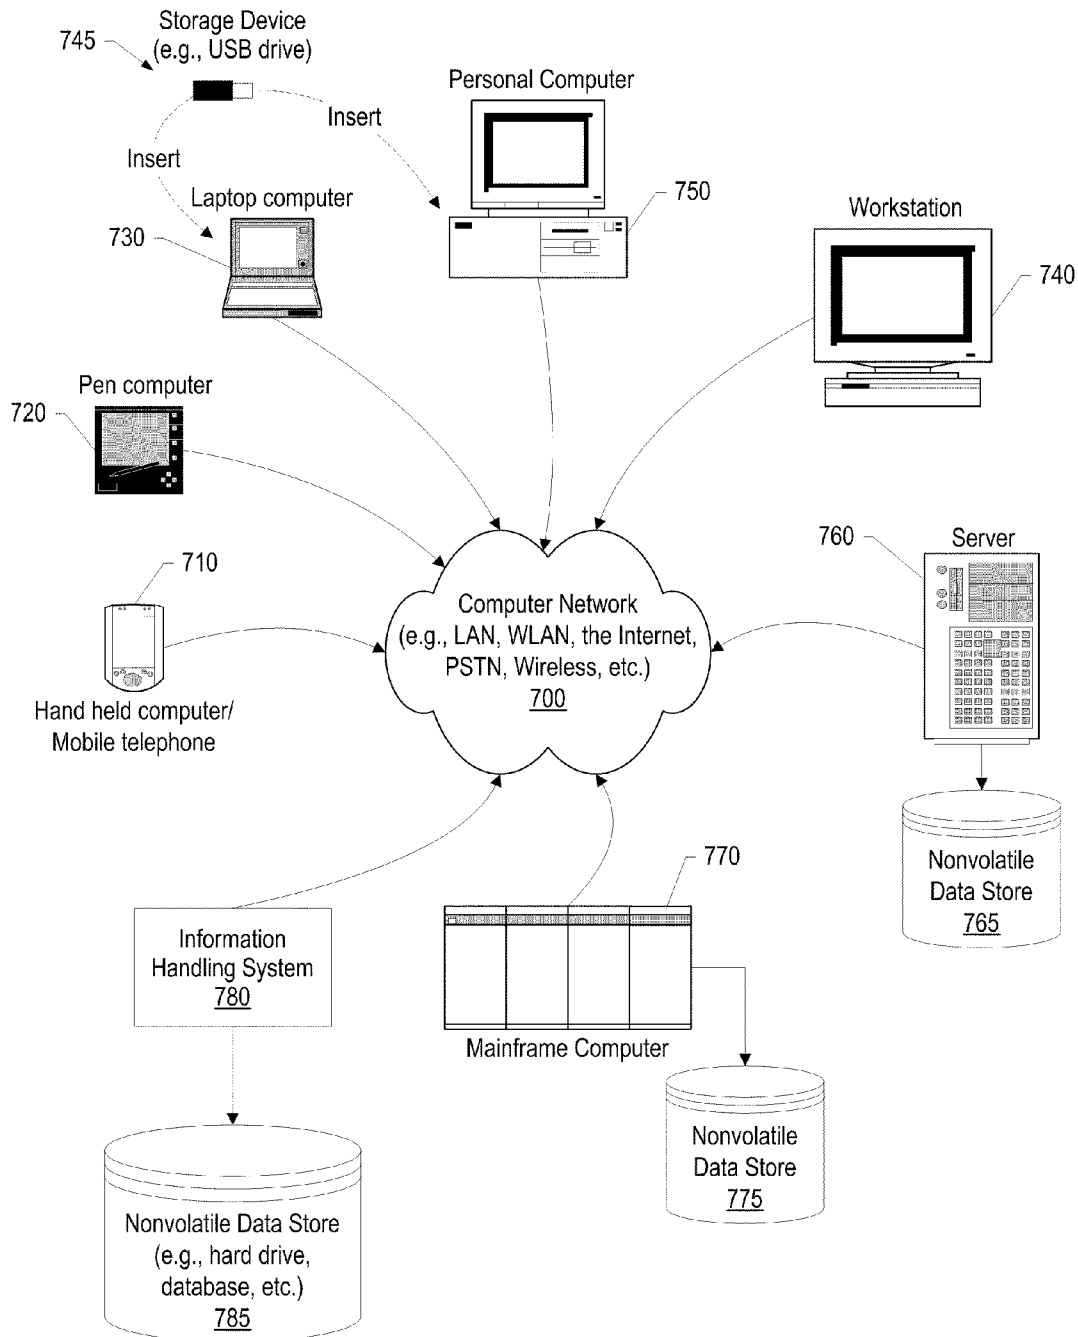 Storage Device
(e.g., USB drive)
745
Personal Computer
Insert
Insert
Laptop computer
730
750
Workstation
740
Pen computer
720
710
Hand held computer/
Mobile telephone
Computer Network
(e.g., LAN, WLAN, the Internet,
PSTN, Wireless, etc.)
700
760
Server
Nonvolatile
Data Store
765
770
Mainframe Computer
Information
Handling System
780
Nonvolatile
Data Store
775
Nonvolatile Data Store
(e.g., hard drive,
database, etc.)
785